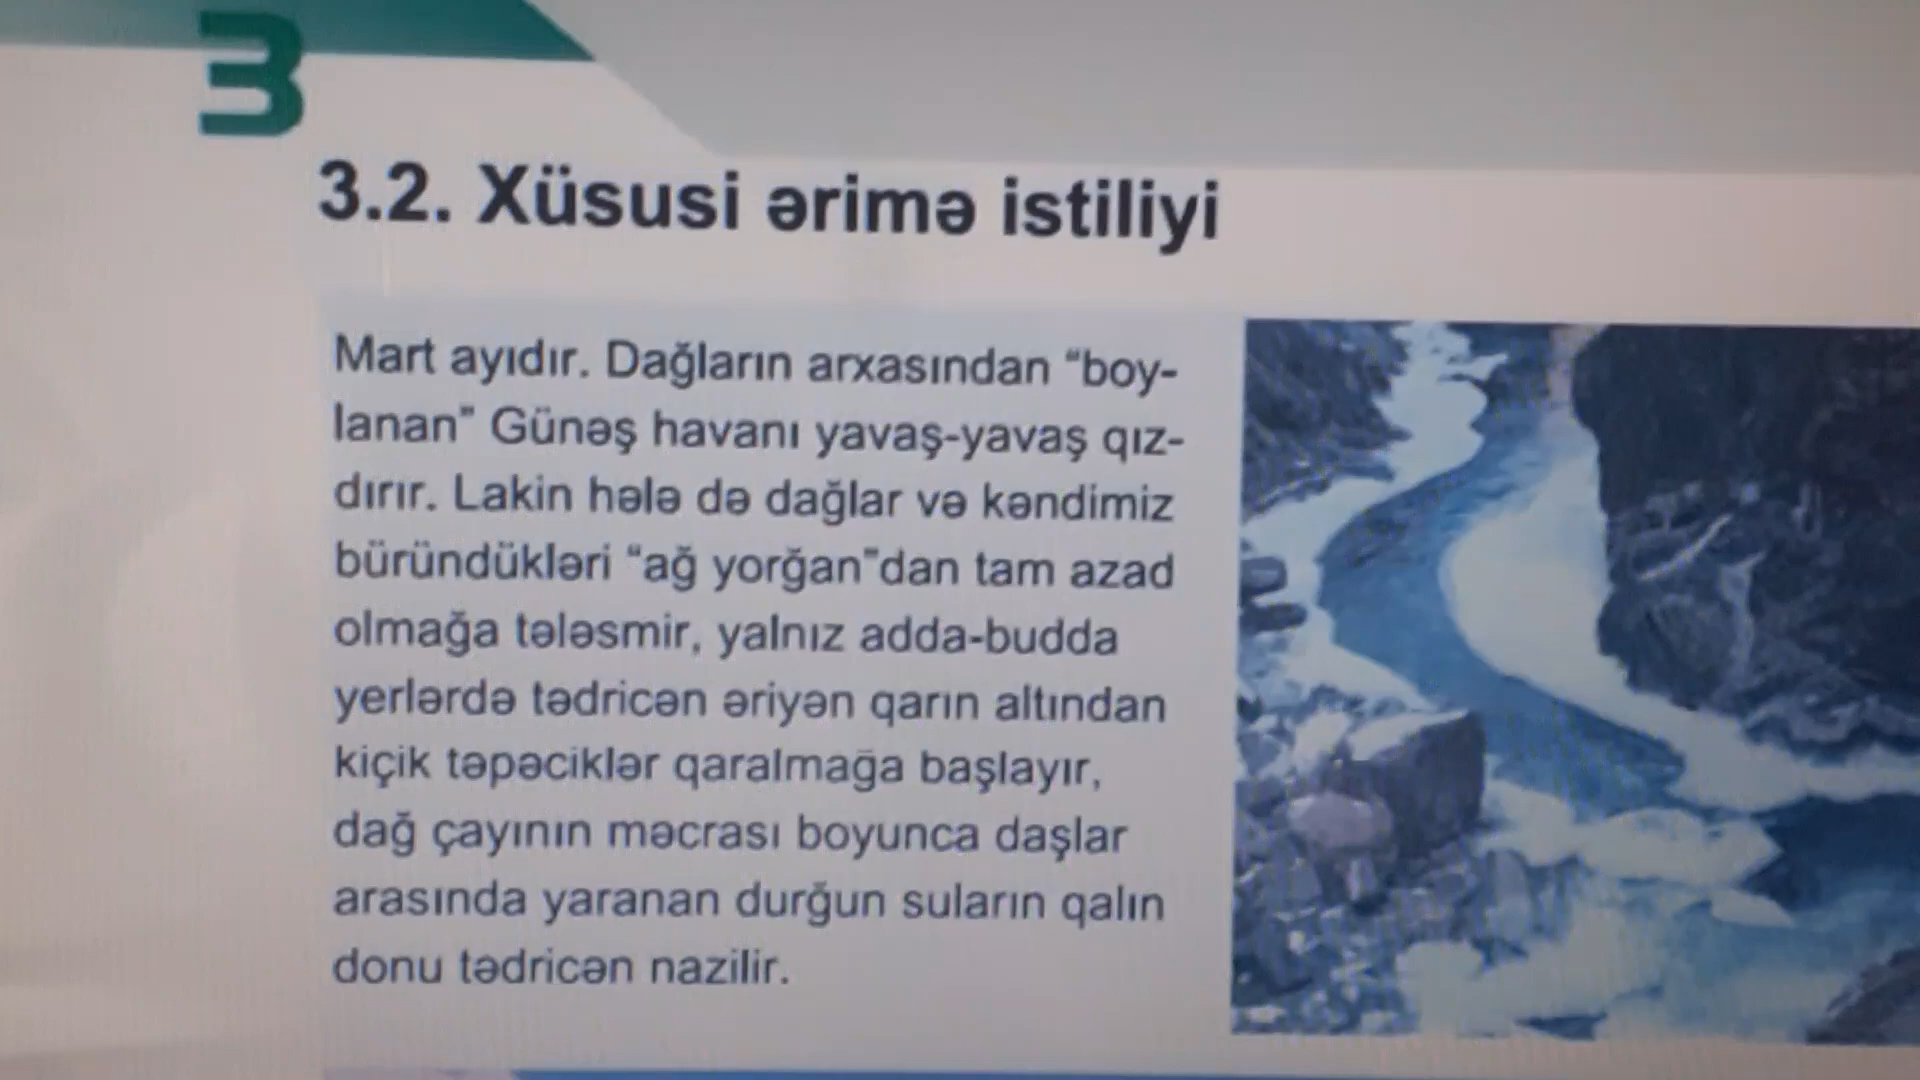 3
3.2. Xüsusi ərimə istiliyi
Mart ayıdır. Dağların arxasından “boy-
lanan” Günəş havanı yavaş-yavaş qız-
dırır. Lakin hələ də dağlar və kəndimiz
büründükləri “ağ yorğan”dan tam azad
olmağa tələsmir, yalnız adda-budda
yerlərdə tədricən əriyən qarın altından
kiçik təpəciklər qaralmağa başlayır,
dağ çayının məcrası boyunca daşlar
arasında yaranan durğun suların qalın
donu tədricən nazilir.